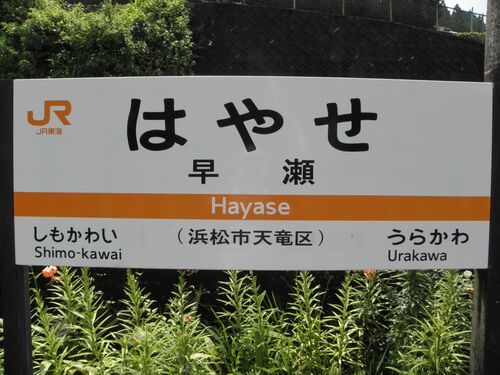 JR
JR東海
はやせ
早瀬
Hayase
しもかわい
Shimo-kawai
(浜松市天竜区)
うらかわ
Urakawa